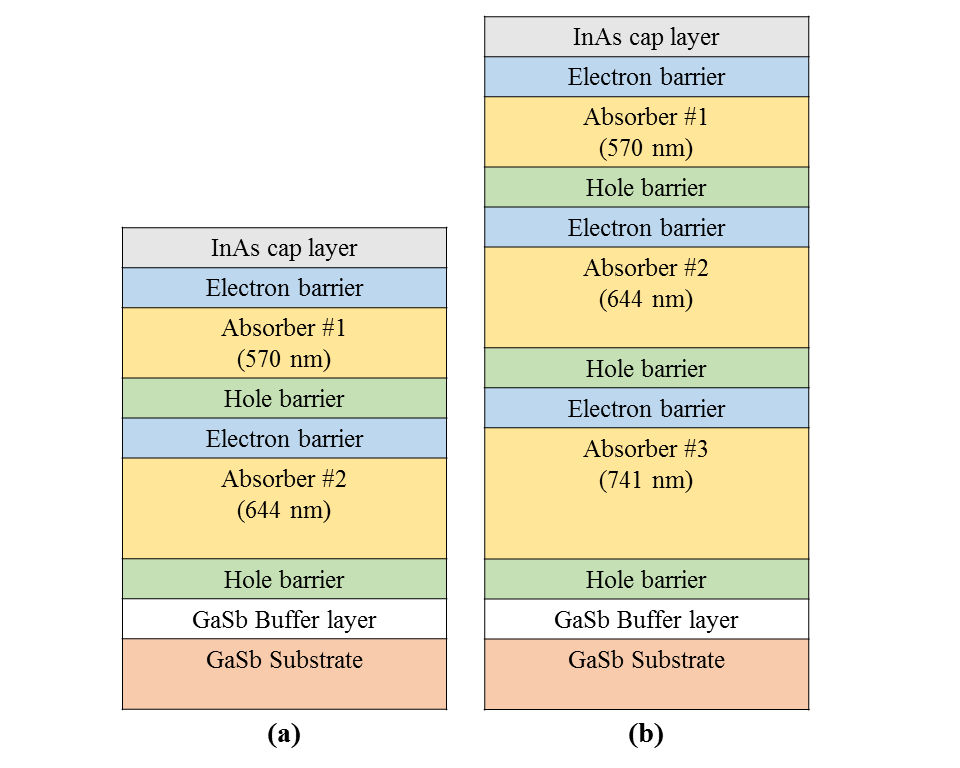 InAs cap layer
Electron barrier
Absorber #1
(570 nm)
Hole barrier
Electron barrier
Absorber #2
(644 nm)
Hole barrier
GaSb Buffer layer
GaSb Substrate
(a)
InAs cap layer
Electron barrier
Absorber #1
(570 nm)
Hole barrier
Electron barrier
Absorber #2
(644 nm)
Hole barrier
Electron barrier
Absorber #3
(741 nm)
Hole barrier
GaSb Buffer layer
GaSb Substrate
(b)